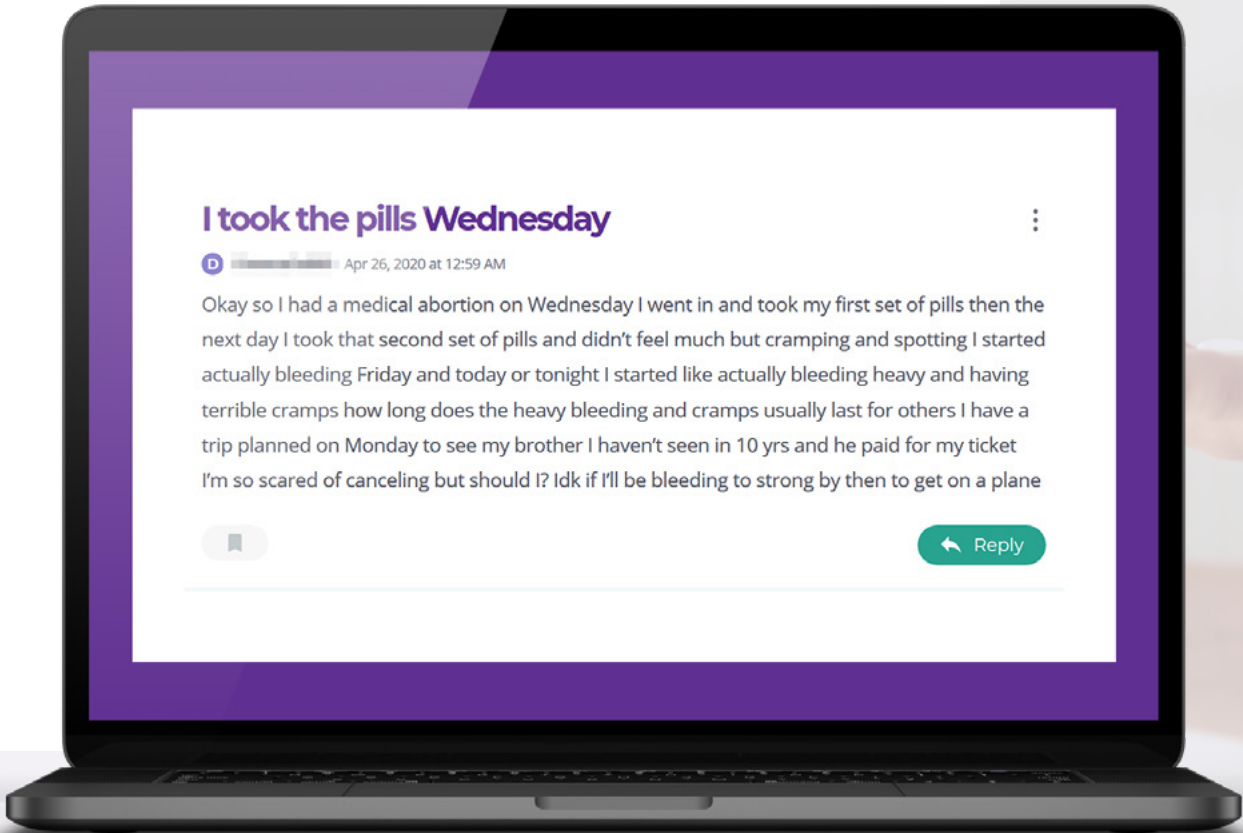 I took the pills Wednesday
D Apr 26, 2020 at 12:59 AM
Okay so I had a medical abortion on Wednesday I went in and took my first set of pills then the
next day I took that second set of pills and didn't feel much but cramping and spotting I started
actually bleeding Friday and today or tonight I started like actually bleeding heavy and having
terrible cramps how long does the heavy bleeding and cramps usually last for others I have a
trip planned on Monday to see my brother I haven't seen in 10 yrs and he paid for my ticket
I'm so scared of canceling but should I? Idk if I'll be bleeding to strong by then to get on a plane
Reply